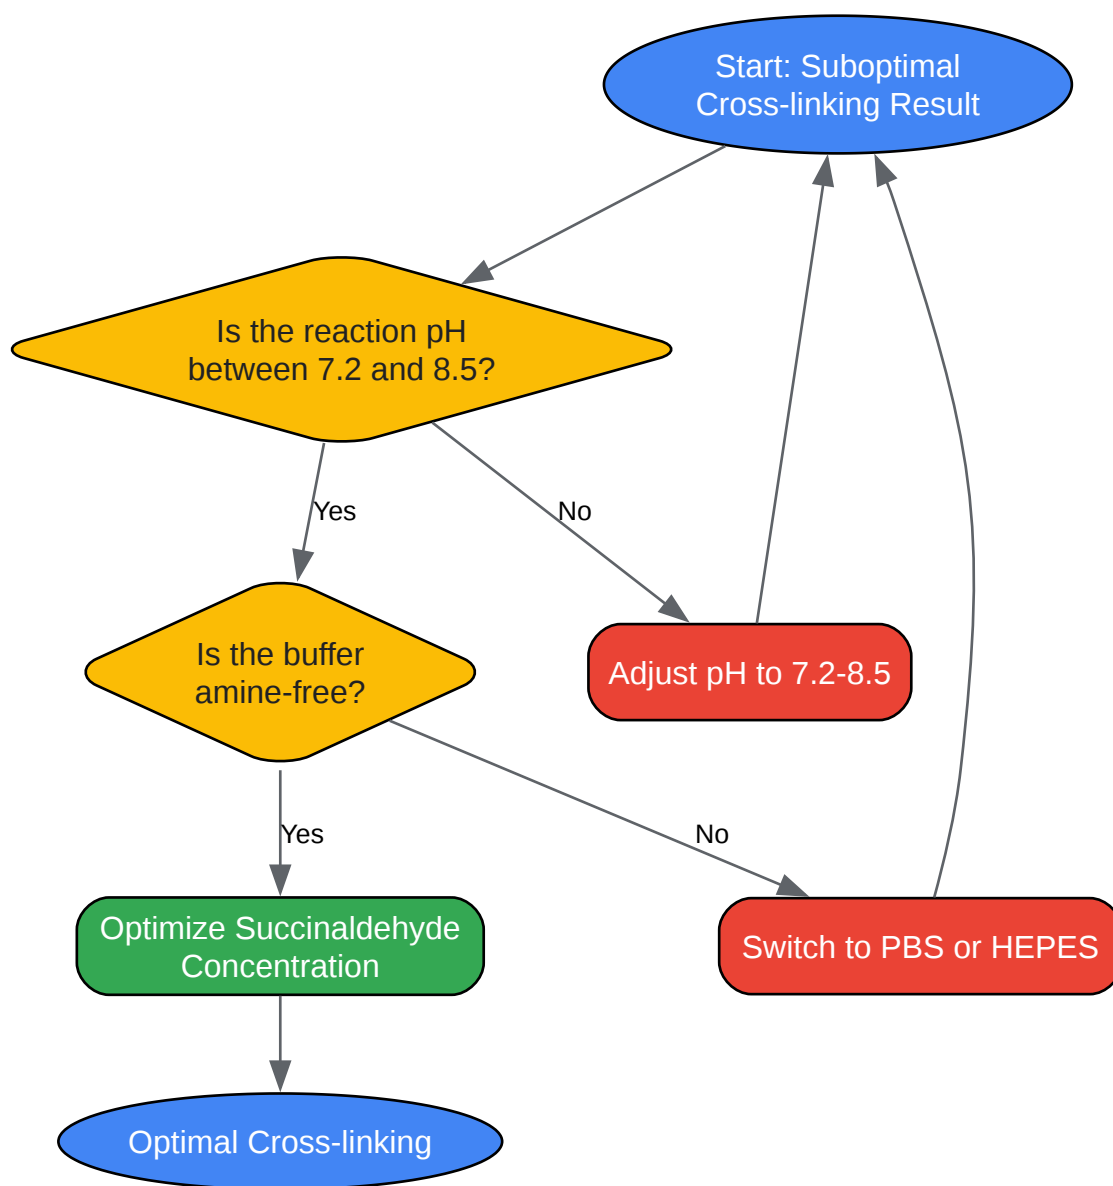 Start: Suboptimal
Cross-linking Result
Is the reaction pH
between 7.2 and 8.5?
Yes
No
Is the buffer
amine-free?
Adjust pH to 7.2-8.5
Yes
No
Optimize Succinaldehyde
Concentration
Switch to PBS or HEPES
Optimal Cross-linking